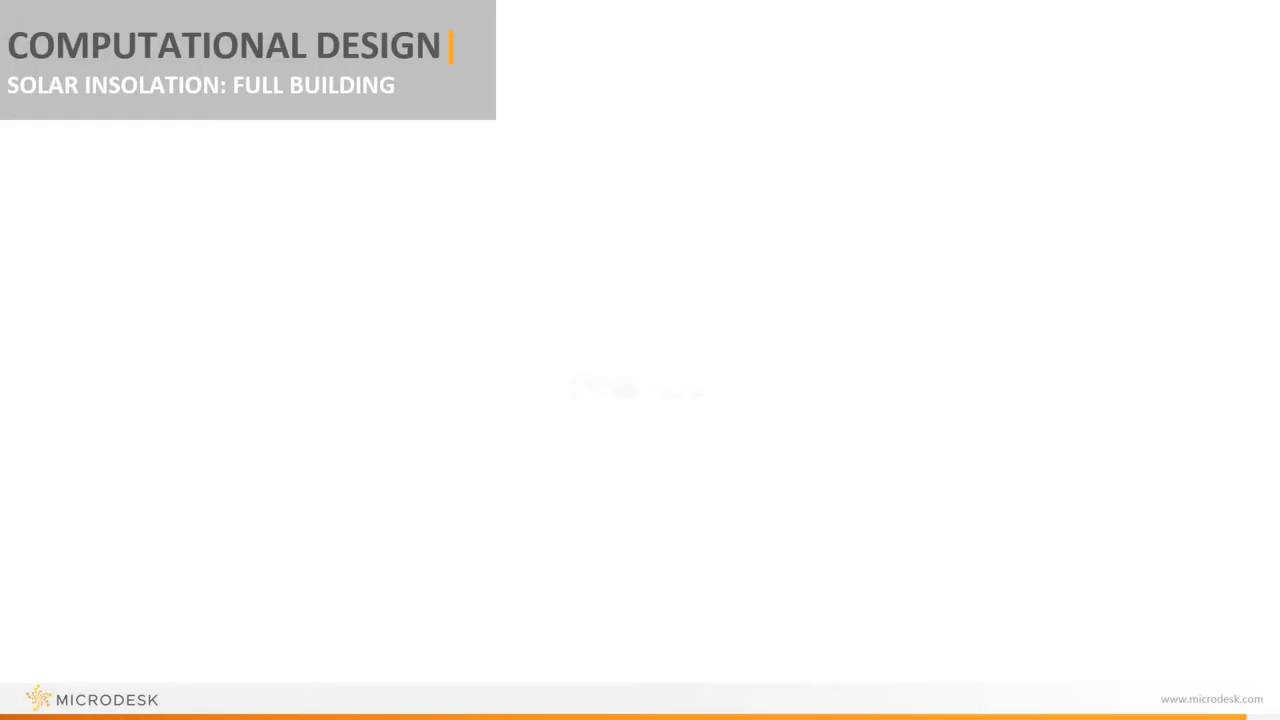 COMPUTATIONAL DESIGN|
SOLAR INSOLATION: FULL BUILDING
MICRODESK
www.microdesk.com